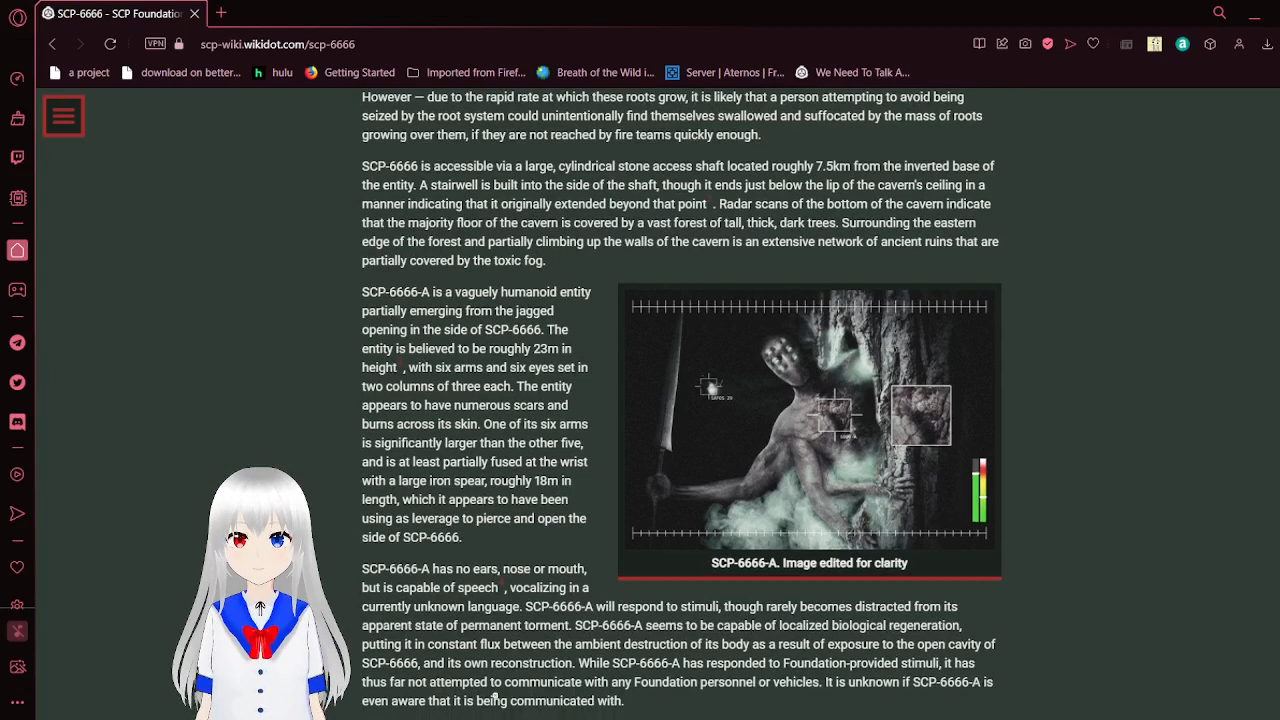 SCP-6666 - SCP Foundation
VPN
scp-wiki.wikidot.com/scp-6666
a project
download on better...
hulu
Getting Started
Imported from Firef...
Breath of the Wild i...
Server | Aternos | Fr...
We Need To Talk A...
However — due to the rapid rate at which these roots grow, it is likely that a person attempting to avoid being
seized by the root system could unintentionally find themselves swallowed and suffocated by the mass of roots
growing over them, if they are not reached by fire teams quickly enough.
SCP-6666 is accessible via a large, cylindrical stone access shaft located roughly 7.5km from the inverted base of
the entity. A stairwell is built into the side of the shaft, though it ends just below the lip of the cavern's ceiling in a
manner indicating that it originally extended beyond that point . Radar scans of the bottom of the cavern indicate
that the majority floor of the cavern is covered by a vast forest of tall, thick, dark trees. Surrounding the eastern
edge of the forest and partially climbing up the walls of the cavern is an extensive network of ancient ruins that are
partially covered by the toxic fog.
SCP-6666-A is a vaguely humanoid entity
partially emerging from the jagged
opening in the side of SCP-6666. The
entity is believed to be roughly 23m in
height , with six arms and six eyes set in
two columns of three each. The entity
appears to have numerous scars and
burns across its skin. One of its six arms
is significantly larger than the other five,
and is at least partially fused at the wrist
with a large iron spear, roughly 18m in
length, which it appears to have been
using as leverage to pierce and open the
side of SCP-6666.
SCP-6666-A. Image edited for clarity
SCP-6666-A has no ears, nose or mouth,
but is capable of speech , vocalizing in a
currently unknown language. SCP-6666-A will respond to stimuli, though rarely becomes distracted from its
apparent state of permanent torment. SCP-6666-A seems to be capable of localized biological regeneration,
putting it in constant flux between the ambient destruction of its body as a result of exposure to the open cavity of
SCP-6666, and its own reconstruction. While SCP-6666-A has responded to Foundation-provided stimuli, it has
thus far not attempted to communicate with any Foundation personnel or vehicles. It is unknown if SCP-6666-A is
even aware that it is being communicated with.